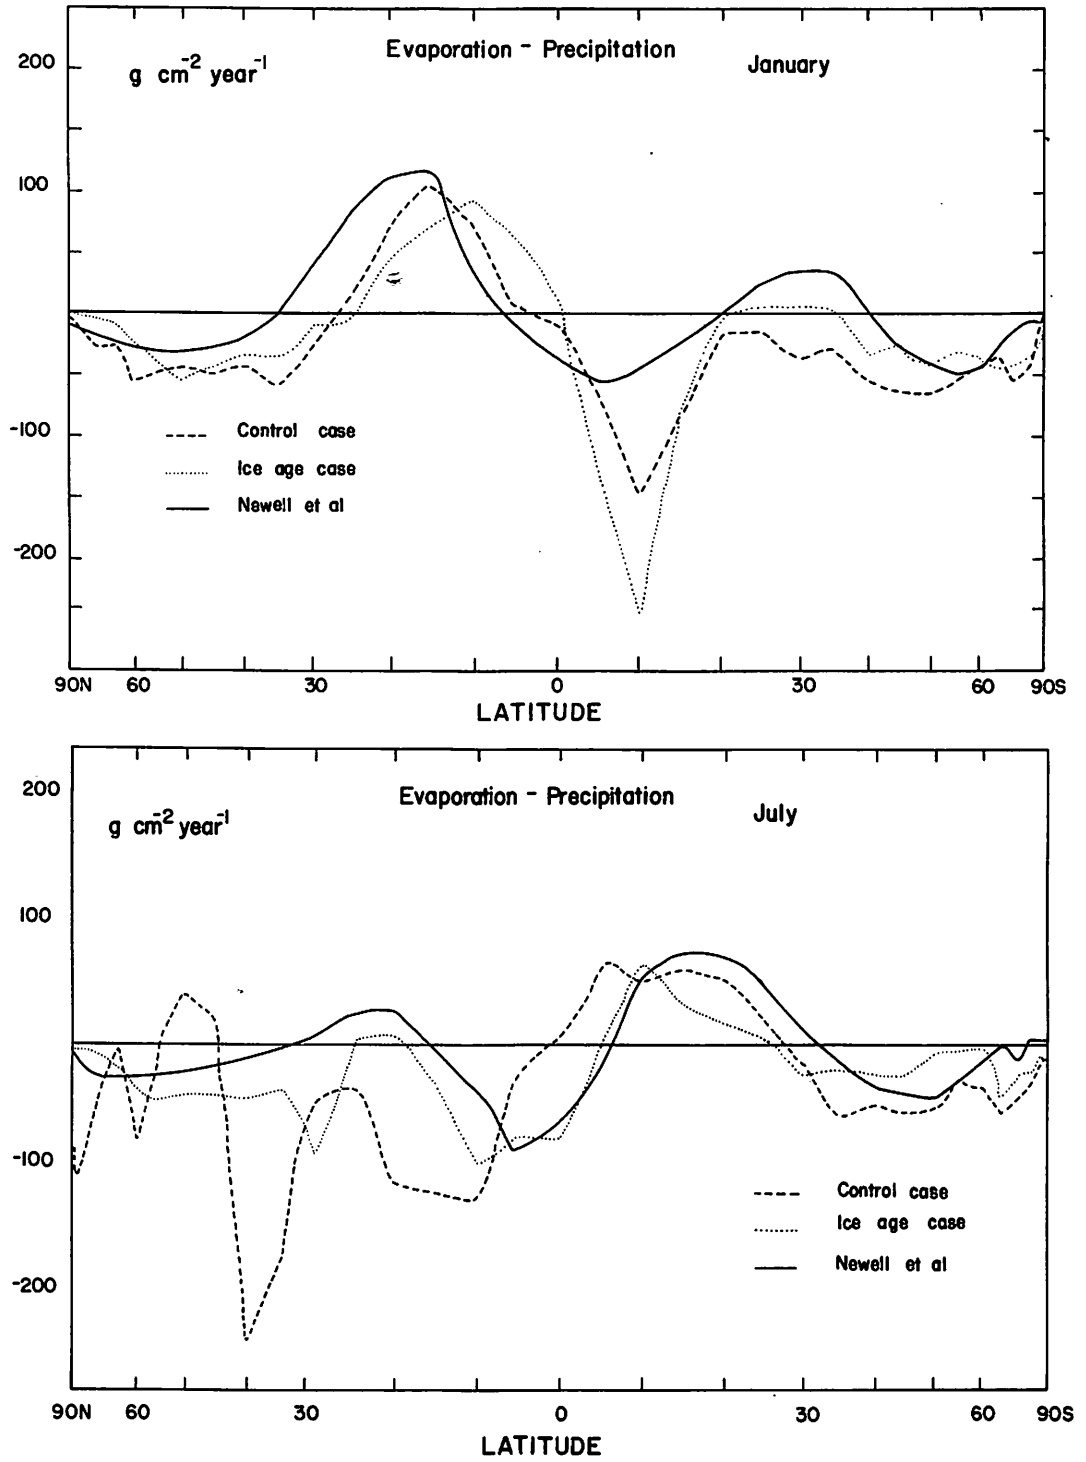 Evaporation - Precipitation
January
g cm-2 year-1
200
100
-100
-200
Control case
Ice age case
Newell et al
90N 60 30 0 30 60 90S
LATITUDE
Evaporation - Precipitation
July
g cm-2 year-1
200
100
-100
-200
Control case
Ice age case
Newell et al
90N 60 30 0 30 60 90S
LATITUDE